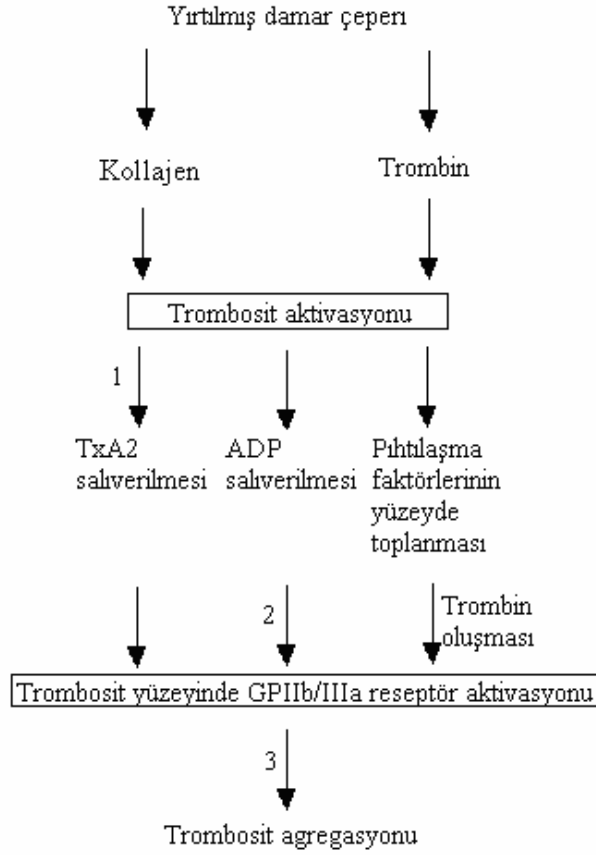 Yırtılmış damar çeperı
Kollajen
Trombin
Trombosit aktivasyonu
1
TxA2
salıverilmesi
ADP
salıverilmesi
Pıhtılaşma
faktörlerinin
yüzeyde
toplanması
2
Trombin
oluşması
Trombosit yüzeyinde GPIIb/IIIa reseptör aktivasyonu
3
Trombosit agregasyonu